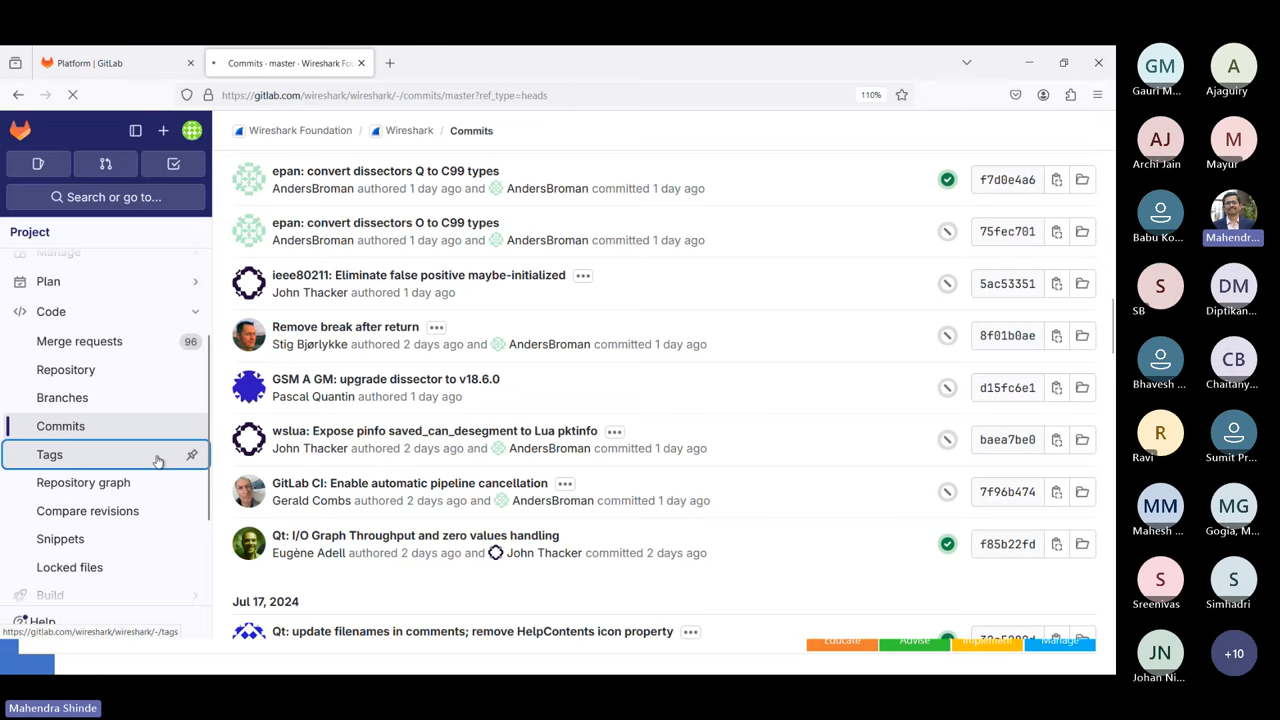 Platform | GitLab
Commits · master · Wireshark Fou
https://gitlab.com/wireshark/wireshark/-/commits/master?ref_type=heads
110%
Search or go to...
Project
Manage
Plan
Code
Merge requests 96
Repository
Branches
Commits
Tags
Repository graph
Compare revisions
Snippets
Locked files
Build
Help
https://gitlab.com/wireshark/wireshark/-/tags
Wireshark Foundation / Wireshark / Commits
epan: convert dissectors Q to C99 types
AndersBroman authored 1 day ago and AndersBroman committed 1 day ago
f7d0e4a6
epan: convert dissectors O to C99 types
AndersBroman authored 1 day ago and AndersBroman committed 1 day ago
75fec701
ieee80211: Eliminate false positive maybe-initialized
John Thacker authored 1 day ago
5ac53351
Remove break after return
Stig Bjørlykke authored 2 days ago and AndersBroman committed 1 day ago
8f01b0ae
GSM A GM: upgrade dissector to v18.6.0
Pascal Quantin authored 1 day ago
d15fc6e1
wslua: Expose pinfo saved_can_desegment to Lua pktinfo
John Thacker authored 2 days ago and AndersBroman committed 1 day ago
baea7be0
GitLab CI: Enable automatic pipeline cancellation
Gerald Combs authored 2 days ago and AndersBroman committed 1 day ago
7f96b474
Qt: I/O Graph Throughput and zero values handling
Eugène Adell authored 2 days ago and John Thacker committed 2 days ago
f85b22fd
Jul 17, 2024
Qt: update filenames in comments; remove HelpContents icon property
Educate Advise Implement Manage
GM
Gauri M...
A
Ajaguiry
AJ
Archi Jain
M
Mayur
Babu Ko...
Mahendr...
S
SB
DM
Diptikan...
Bhavesh ...
CB
Chaitany...
R
Ravi
Sumit Pr...
MM
Mahesh ...
MG
Gogia, M...
S
Sreenivas
S
Simhadri
JN
Johan Ni...
+10
Mahendra Shinde